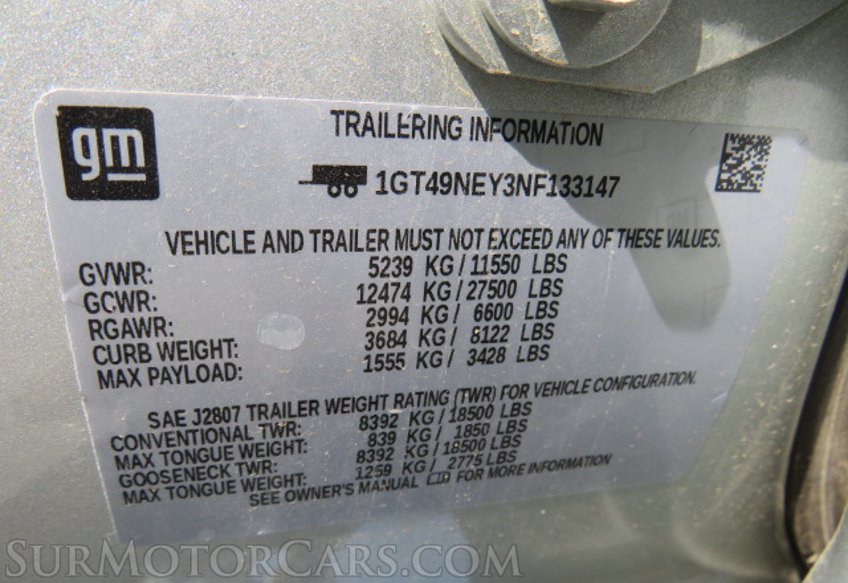 gm
TRAILERING INFORMATION
1GT49NEY3NF133147
VEHICLE AND TRAILER MUST NOT EXCEED ANY OF THESE VALUES.
GVWR: 5239 KG / 11550 LBS
GCWR: 12474 KG / 27500 LBS
RGAWR: 2994 KG / 6600 LBS
CURB WEIGHT: 3684 KG / 8122 LBS
MAX PAYLOAD: 1555 KG / 3428 LBS
SAE J2807 TRAILER WEIGHT RATING (TWR) FOR VEHICLE CONFIGURATION.
CONVENTIONAL TWR: 8392 KG / 18500 LBS
MAX TONGUE WEIGHT: 839 KG / 1850 LBS
GOOSENECK TWR: 8392 KG / 18500 LBS
MAX TONGUE WEIGHT: 1259 KG / 2775 LBS
SEE OWNER'S MANUAL FOR MORE INFORMATION
SURMOTORCARS.COM